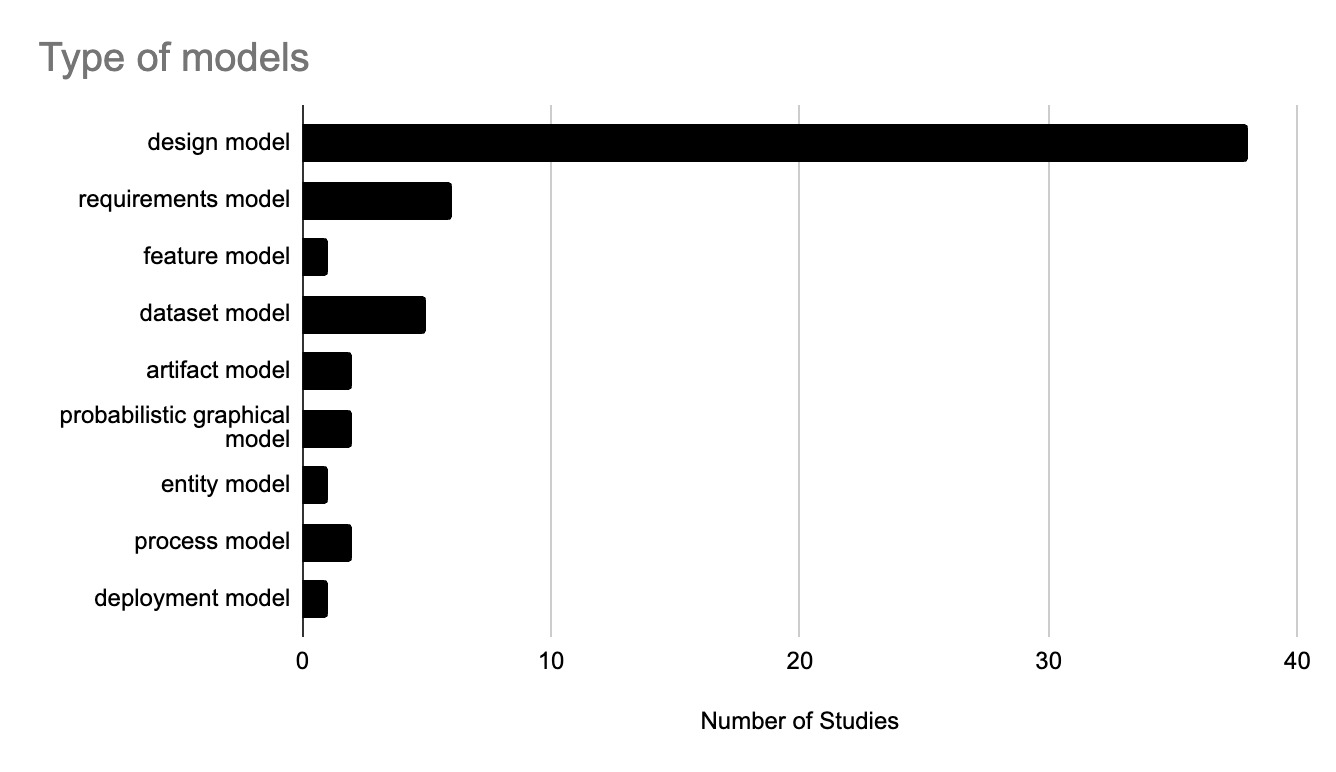 Type of models
design model
requirements model
feature model
dataset model
artifact model
probabilistic graphical
model
entity model
process model
deployment model
0 10 20 30 40
Number of Studies